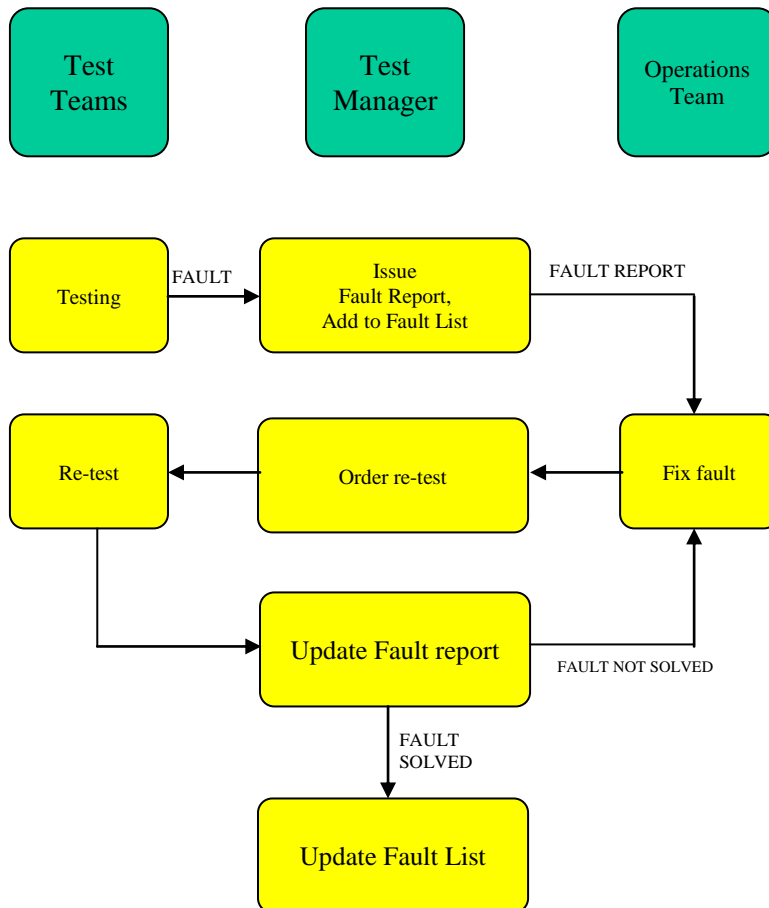 Test
Teams
Test
Manager
Operations
Team
Testing
FAULT
Issue
Fault Report,
Add to Fault List
FAULT REPORT
Re-test
Order re-test
Fix fault
Update Fault report
FAULT NOT SOLVED
FAULT
SOLVED
Update Fault List